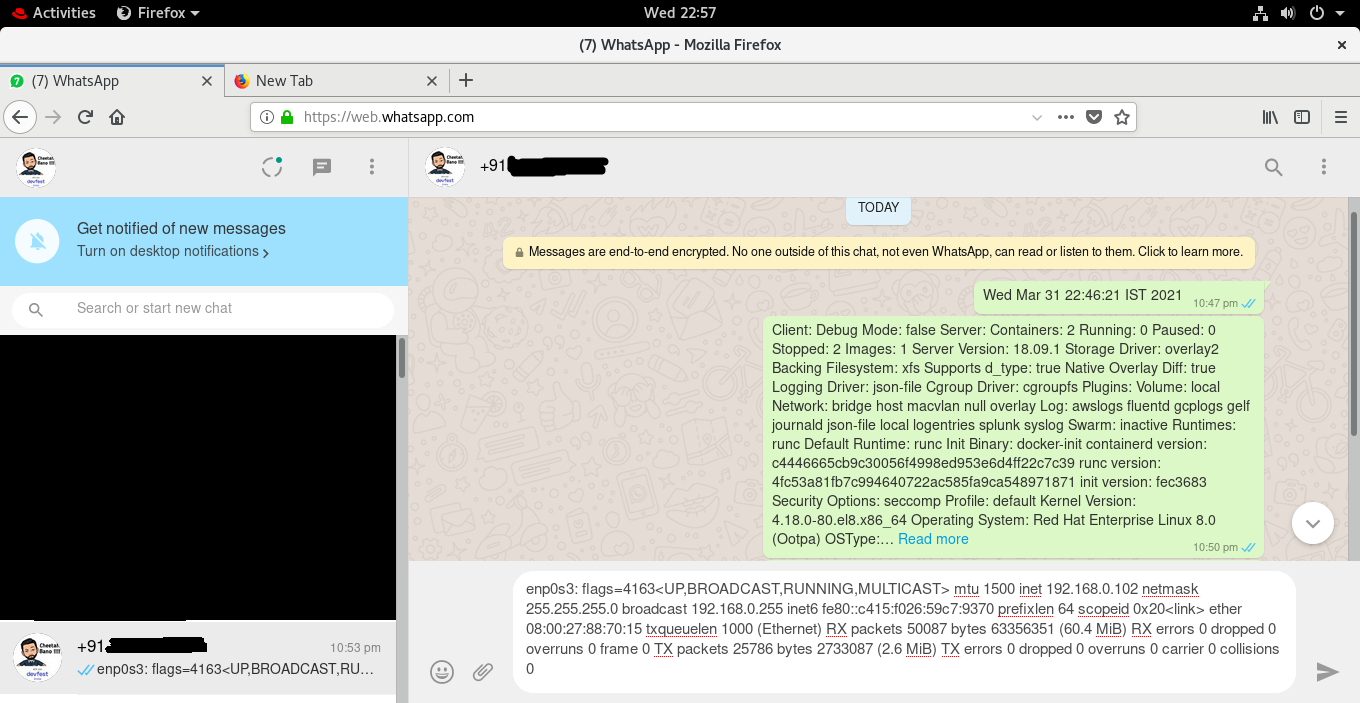 Activities
Firefox
Wed 22:57
(7) WhatsApp - Mozilla Firefox
7
(7) WhatsApp
New Tab
https://web.whatsapp.com
+91
Get notified of new messages
Turn on desktop notifications
Search or start new chat
TODAY
Messages are end-to-end encrypted. No one outside of this chat, not even WhatsApp, can read or listen to them. Click to learn more.
Wed Mar 31 22:46:21 IST 2021
10:47 pm
Client: Debug Mode: false Server: Containers: 2 Running: 0 Paused: 0
Stopped: 2 Images: 1 Server Version: 18.09.1 Storage Driver: overlay2
Backing Filesystem: xfs Supports d_type: true Native Overlay Diff: true
Logging Driver: json-file Cgroup Driver: cgroupfs Plugins: Volume: local
Network: bridge host macvlan null overlay Log: awslogs fluentd gcplogs gelf
journald json-file local logentries splunk syslog Swarm: inactive Runtimes:
runc Default Runtime: runc Init Binary: docker-init containerd version:
c4446665cb9c30056f4998ed953e6d4ff22c7c39 runc version:
4fc53a81fb7c994640722ac585fa9ca548971871 init version: fec3683
Security Options: seccomp Profile: default Kernel Version:
4.18.0-80.el8.x86_64 Operating System: Red Hat Enterprise Linux 8.0
(Ootpa) OSType:… Read more
10:50 pm
+91
10:53 pm
enp0s3: flags=4163<UP,BROADCAST,RU…
enp0s3: flags=4163<UP,BROADCAST,RUNNING,MULTICAST> mtu 1500 inet 192.168.0.102 netmask
255.255.255.0 broadcast 192.168.0.255 inet6 fe80::c415:f026:59c7:9370 prefixlen 64 scopeid 0x20<link> ether
08:00:27:88:70:15 txqueuelen 1000 (Ethernet) RX packets 50087 bytes 63356351 (60.4 MiB) RX errors 0 dropped 0
overruns 0 frame 0 TX packets 25786 bytes 2733087 (2.6 MiB) TX errors 0 dropped 0 overruns 0 carrier 0 collisions
0